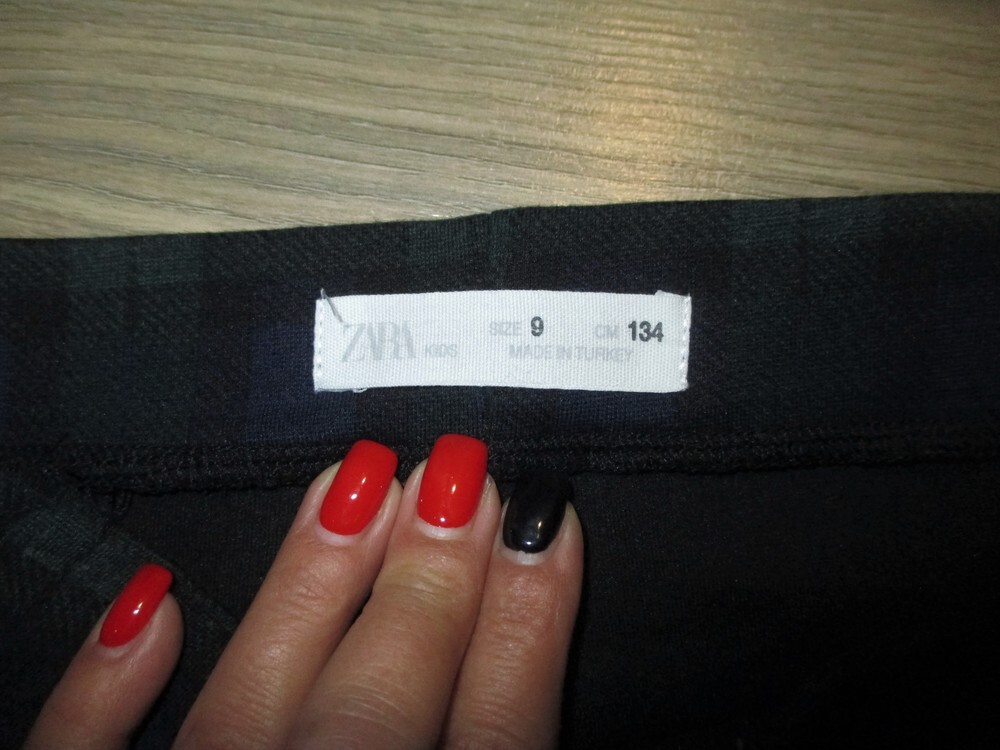 ZARA KIDS SIZE 9 CM 134
MADE IN TURKEY